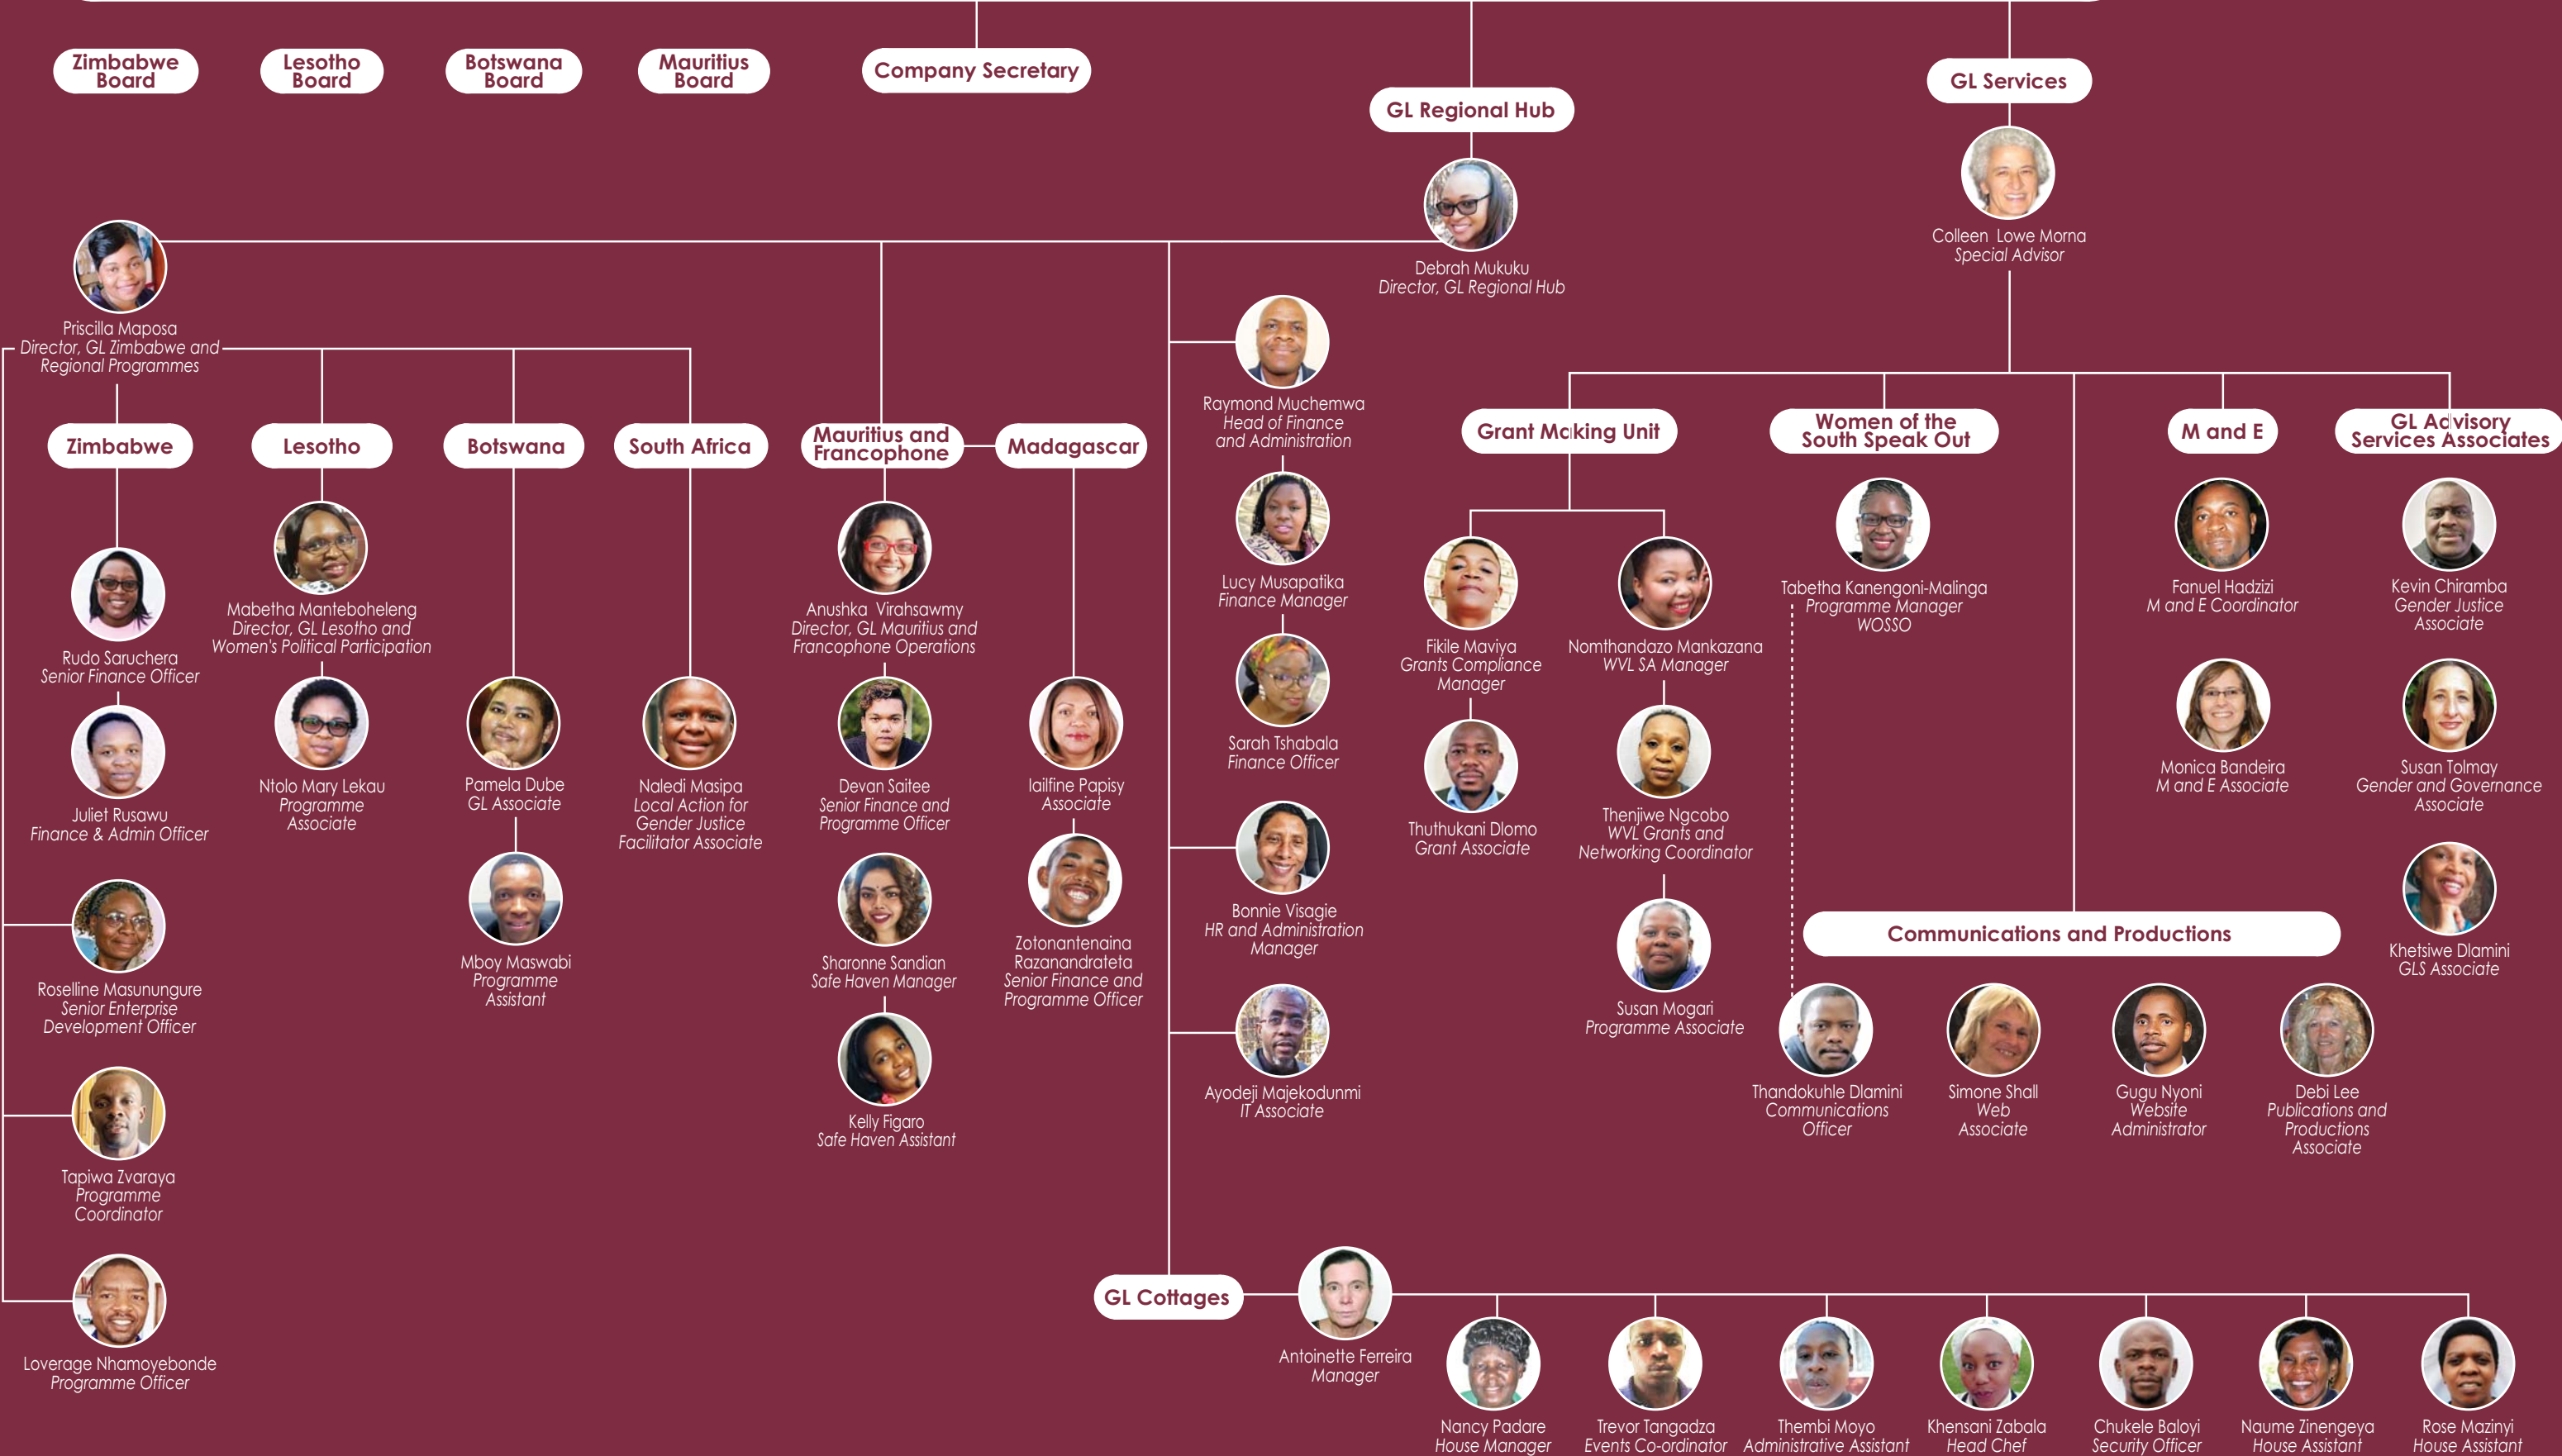 Zimbabwe
Board
Lesotho
Board
Botswana
Board
Mauritius
Board
Company Secretary
GL Regional Hub
GL Services
Debrah Mukuku
Director, GL Regional Hub
Colleen Lowe Morna
Special Advisor
Priscilla Maposa
Director, GL Zimbabwe and
Regional Programmes
Zimbabwe
Lesotho
Botswana
South Africa
Mauritius and
Francophone
Madagascar
Rudo Saruchera
Senior Finance Officer
Juliet Rusawu
Finance & Admin Officer
Roselline Masunungure
Senior Enterprise
Development Officer
Tapiwa Zvaraya
Programme
Coordinator
Loverage Nhamoyebonde
Programme Officer
Mabetha Manteboheleng
Director, GL Lesotho and
Women's Political Participation
Ntolo Mary Lekau
Programme
Associate
Pamela Dube
GL Associate
Mboy Maswabi
Programme
Assistant
Naledi Masipa
Local Action for
Gender Justice
Facilitator Associate
Anushka Virahsawmy
Director, GL Mauritius and
Francophone Operations
Devan Saitee
Senior Finance and
Programme Officer
Sharonne Sandian
Safe Haven Manager
Kelly Figaro
Safe Haven Assistant
Iailfine Papisy
Associate
Zotonantenaina
Razanandrateta
Senior Finance and
Programme Officer
Raymond Muchemwa
Head of Finance
and Administration
Lucy Musapatika
Finance Manager
Sarah Tshabala
Finance Officer
Bonnie Visagie
HR and Administration
Manager
Ayodeji Majekodunmi
IT Associate
Grant Making Unit
Fikile Maviya
Grants Compliance
Manager
Thuthukani Dlomo
Grant Associate
Nomthandazo Mankazana
WVL SA Manager
Thenjiwe Ngcobo
WVL Grants and
Networking Coordinator
Susan Mogari
Programme Associate
Women of the
South Speak Out
Tabetha Kanengoni-Malinga
Programme Manager
WOSSO
M and E
Fanuel Hadzizi
M and E Coordinator
Monica Bandeira
M and E Associate
GL Advisory
Services Associates
Kevin Chiramba
Gender Justice
Associate
Susan Tolmay
Gender and Governance
Associate
Khetsiwe Dlamini
GLS Associate
Communications and Productions
Thandokuhle Dlamini
Communications
Officer
Simone Shall
Web
Associate
Gugu Nyoni
Website
Administrator
Debi Lee
Publications and
Productions
Associate
GL Cottages
Antoinette Ferreira
Manager
Nancy Padare
House Manager
Trevor Tangadza
Events Co-ordinator
Thembi Moyo
Administrative Assistant
Khensani Zabala
Head Chef
Chukele Baloyi
Security Officer
Naume Zinengeya
House Assistant
Rose Mazinyi
House Assistant